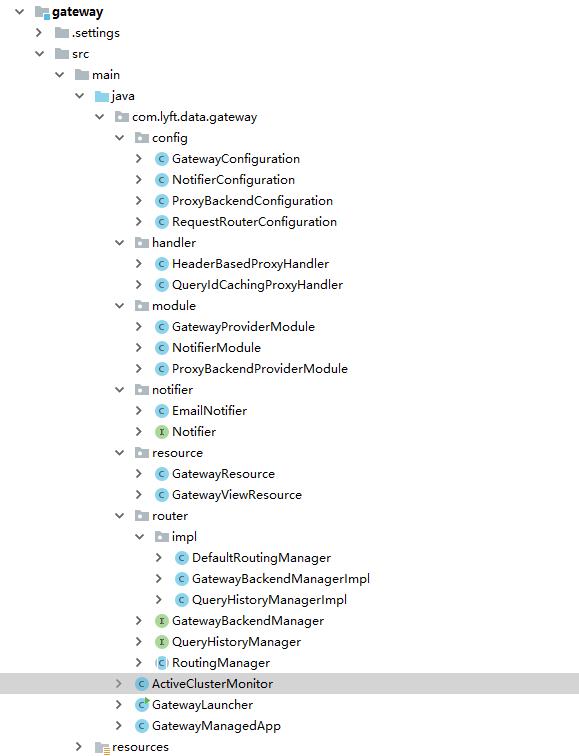 gateway
.settings
src
main
java
com.lyft.data.gateway
config
GatewayConfiguration
NotifierConfiguration
ProxyBackendConfiguration
RequestRouterConfiguration
handler
HeaderBasedProxyHandler
QueryIdCachingProxyHandler
module
GatewayProviderModule
NotifierModule
ProxyBackendProviderModule
notifier
EmailNotifier
Notifier
resource
GatewayResource
GatewayViewResource
router
impl
DefaultRoutingManager
GatewayBackendManagerImpl
QueryHistoryManagerImpl
GatewayBackendManager
QueryHistoryManager
RoutingManager
ActiveClusterMonitor
GatewayLauncher
GatewayManagedApp
resources